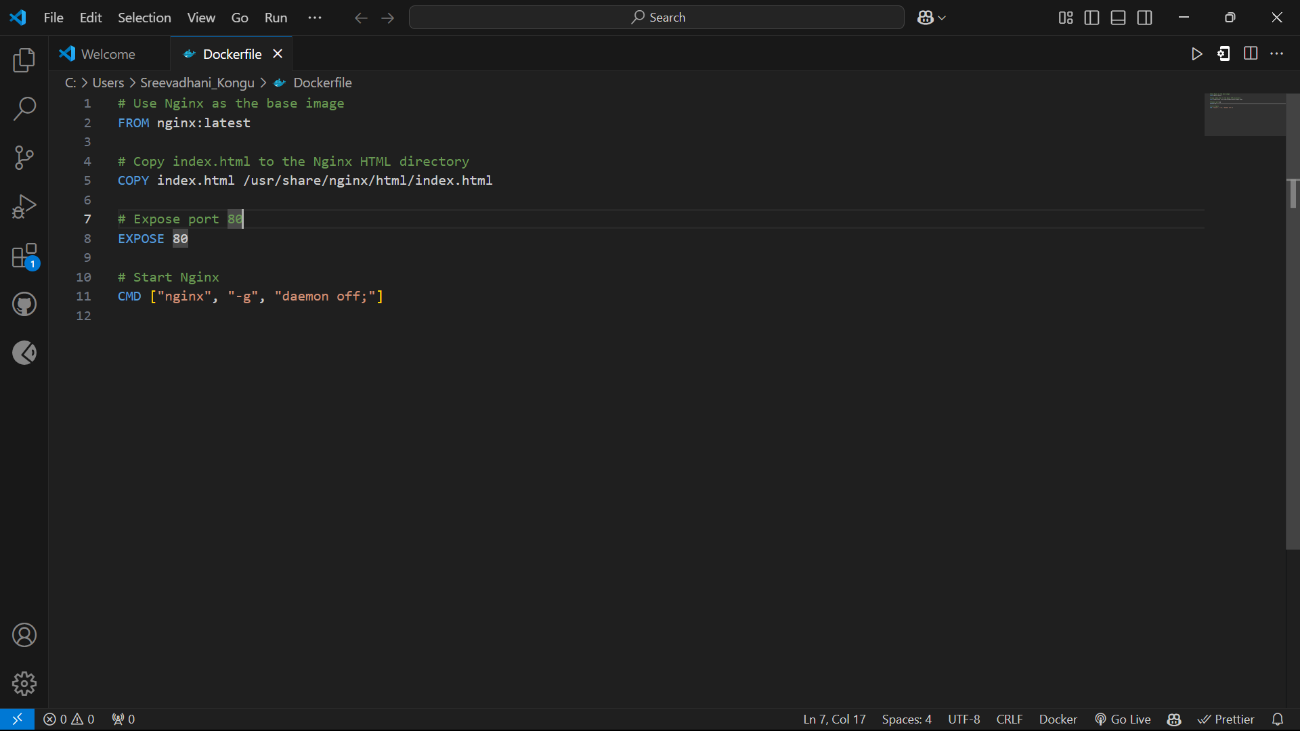 File Edit Selection View Go Run ··· Search
Welcome Dockerfile
C: > Users > Sreevadhani_Kongu > Dockerfile
1 # Use Nginx as the base image
2 FROM nginx:latest
3
4 # Copy index.html to the Nginx HTML directory
5 COPY index.html /usr/share/nginx/html/index.html
6
7 # Expose port 80
8 EXPOSE 80
9
10 # Start Nginx
11 CMD ["nginx", "-g", "daemon off;"]
12
1
0 0 0 Ln 7, Col 17 Spaces: 4 UTF-8 CRLF Docker Go Live Prettier